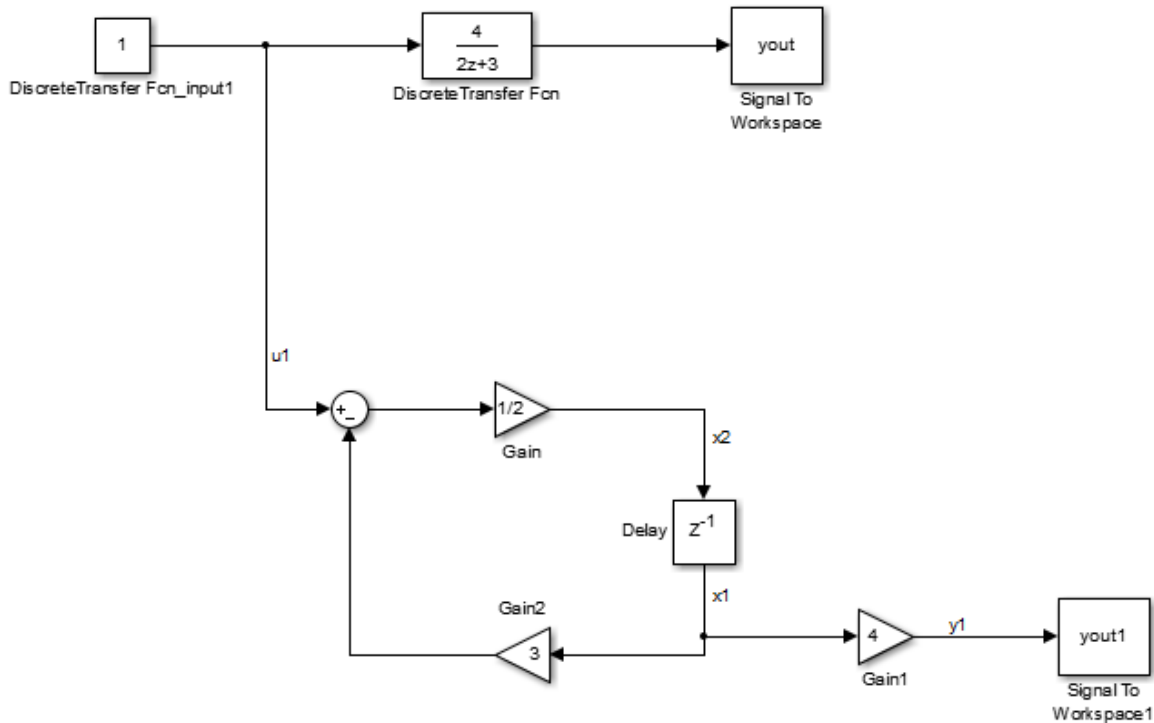 1
DiscreteTransfer Fcn_input1
4
2z+3
DiscreteTransfer Fcn
yout
Signal To
Workspace
u1
+
_
1/2
Gain
x2
Delay
Z-1
x1
Gain2
3
4
Gain1
y1
yout1
Signal To
Workspace1